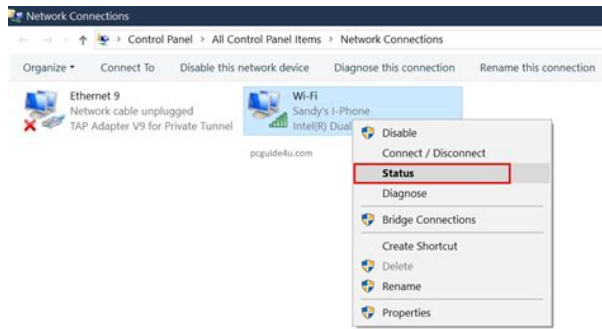 Network Connections
Control Panel > All Control Panel Items > Network Connections
Organize Connect To Disable this network device Diagnose this connection Rename this connection
Ethernet 9
Network cable unplugged
TAP Adapter V9 for Private Tunnel
Wi-Fi
Sandy's I-Phone
Intel(R) Dual
pcguide4u.com
Disable
Connect / Disconnect
Status
Diagnose
Bridge Connections
Create Shortcut
Delete
Rename
Properties